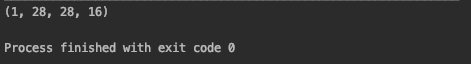 (1, 28, 28, 16)
Process finished with exit code 0